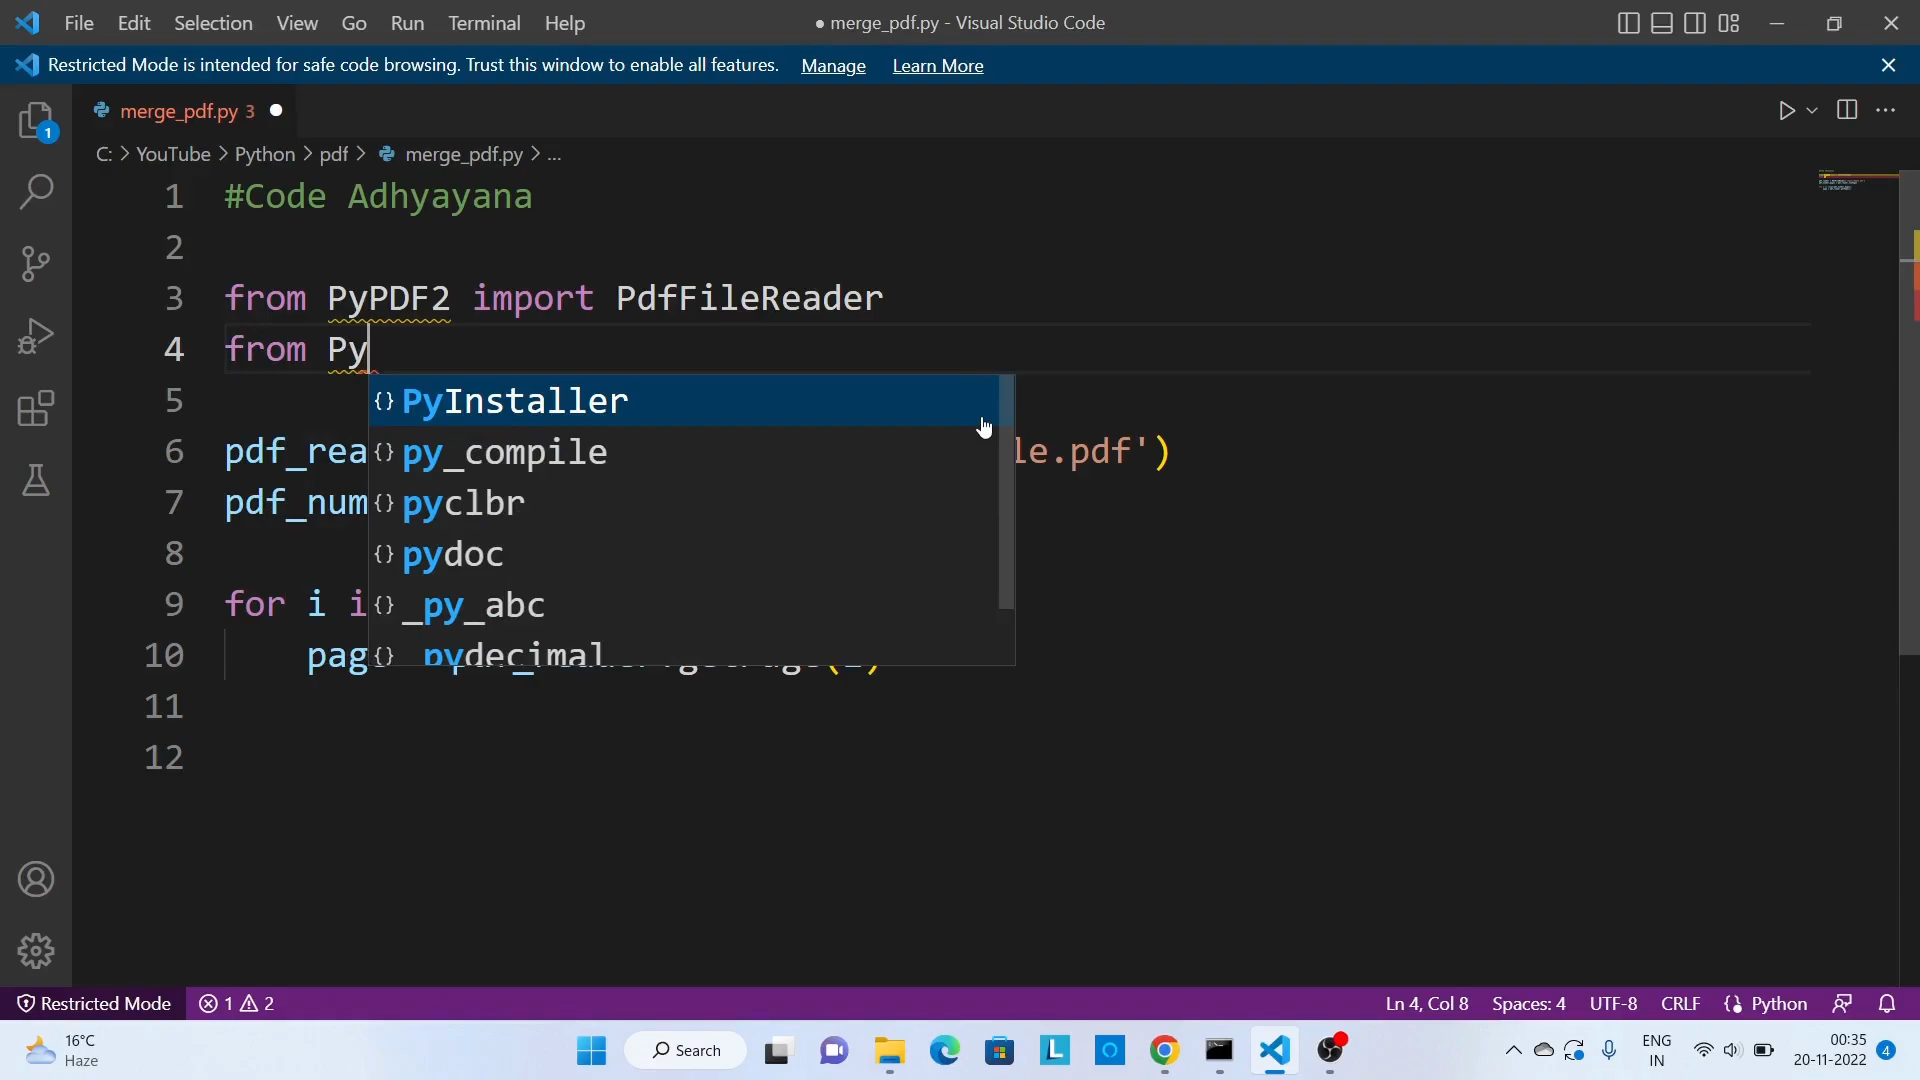 File Edit Selection View Go Run Terminal Help
● merge_pdf.py - Visual Studio Code
Restricted Mode is intended for safe code browsing. Trust this window to enable all features. Manage Learn More
1
merge_pdf.py 3
C: > YouTube > Python > pdf > merge_pdf.py > ...
1 #Code Adhyayana
2
3 from PyPDF2 import PdfFileReader
4 from Py
5 PyInstaller
6 pdf_rea py_compile le.pdf')
7 pdf_num pyclbr
8 pydoc
9 for i i _py_abc
10 pag _pydecimal
11
12
Restricted Mode 1 2 Ln 4, Col 8 Spaces: 4 UTF-8 CRLF Python
16°C
Haze
Search
ENG
IN
00:35
20-11-2022
4